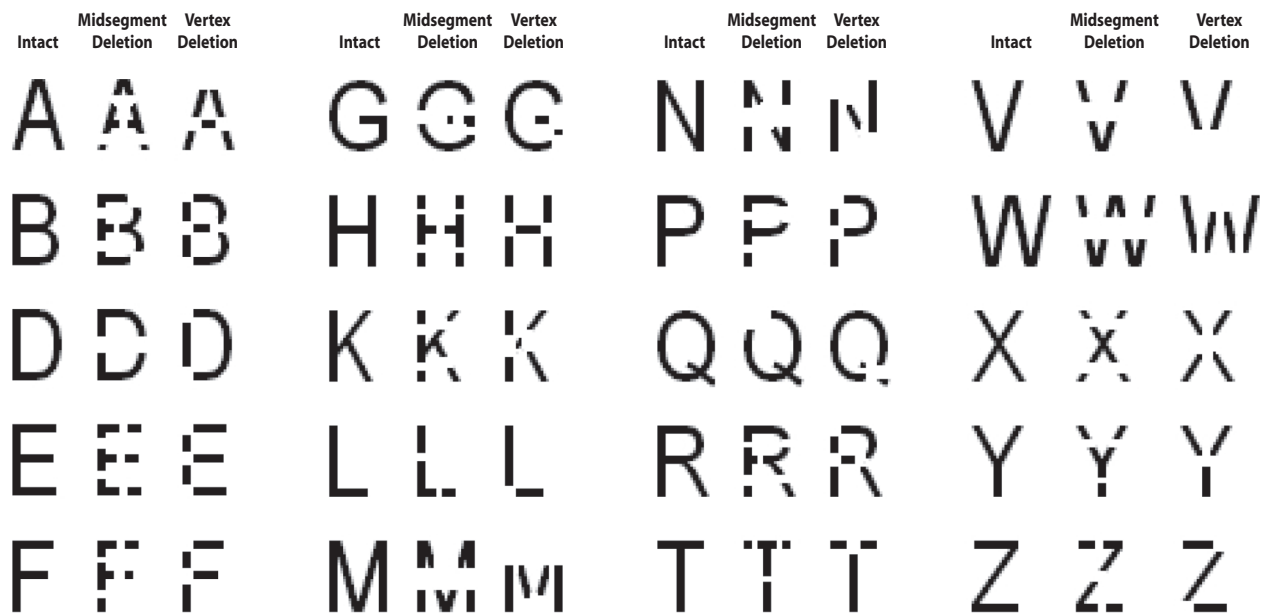 Midsegment Vertex Midsegment Vertex Midsegment Vertex Midsegment Vertex
Intact Deletion Deletion Intact Deletion Deletion Intact Deletion Deletion Intact Deletion Deletion
A A A G G G N N N V V V
B B B H H H P P P W W W
D D D K K K Q Q Q X X X
E E E L L L R R R Y Y Y
F F F M M M T T T Z Z Z